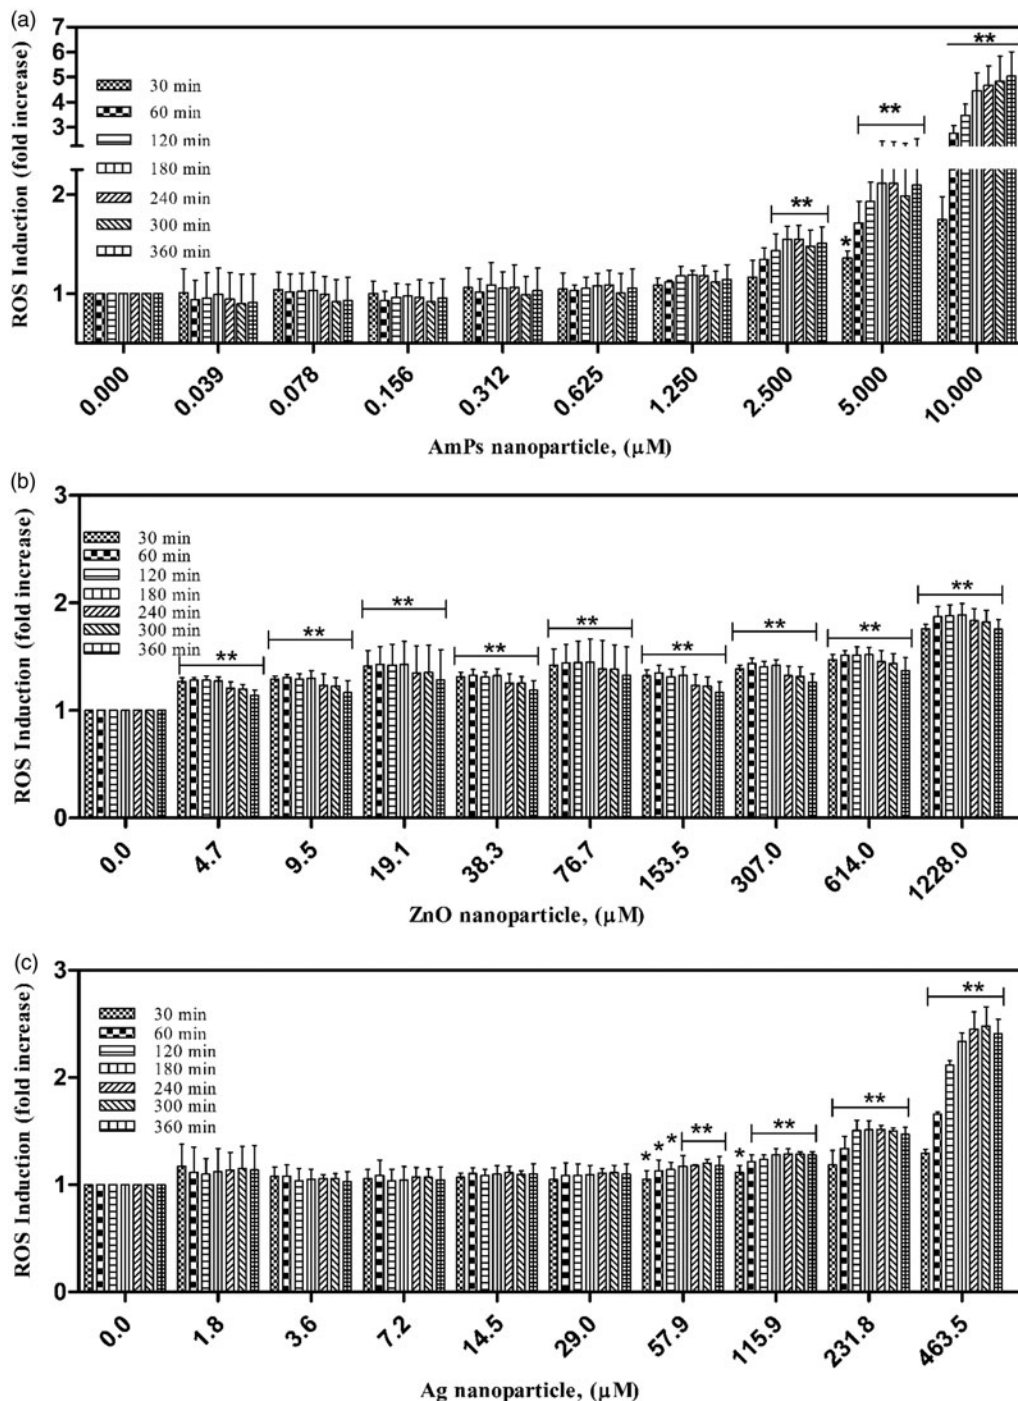 (a)
ROS Induction (fold increase)
7
6
5
4
3
2
1
30 min
60 min
120 min
180 min
240 min
300 min
360 min
*
**
**
**
0.000
0.039
0.078
0.156
0.312
0.625
1.250
2.500
5.000
10.000
AmPs nanoparticle, (μM)
(b)
ROS Induction (fold increase)
3
2
1
0
30 min
60 min
120 min
180 min
240 min
300 min
360 min
**
**
**
**
**
**
**
**
**
0.0
4.7
9.5
19.1
38.3
76.7
153.5
307.0
614.0
1228.0
ZnO nanoparticle, (μM)
(c)
ROS Induction (fold increase)
3
2
1
0
30 min
60 min
120 min
180 min
240 min
300 min
360 min
* * * **
* **
**
**
0.0
1.8
3.6
7.2
14.5
29.0
57.9
115.9
231.8
463.5
Ag nanoparticle, (μM)